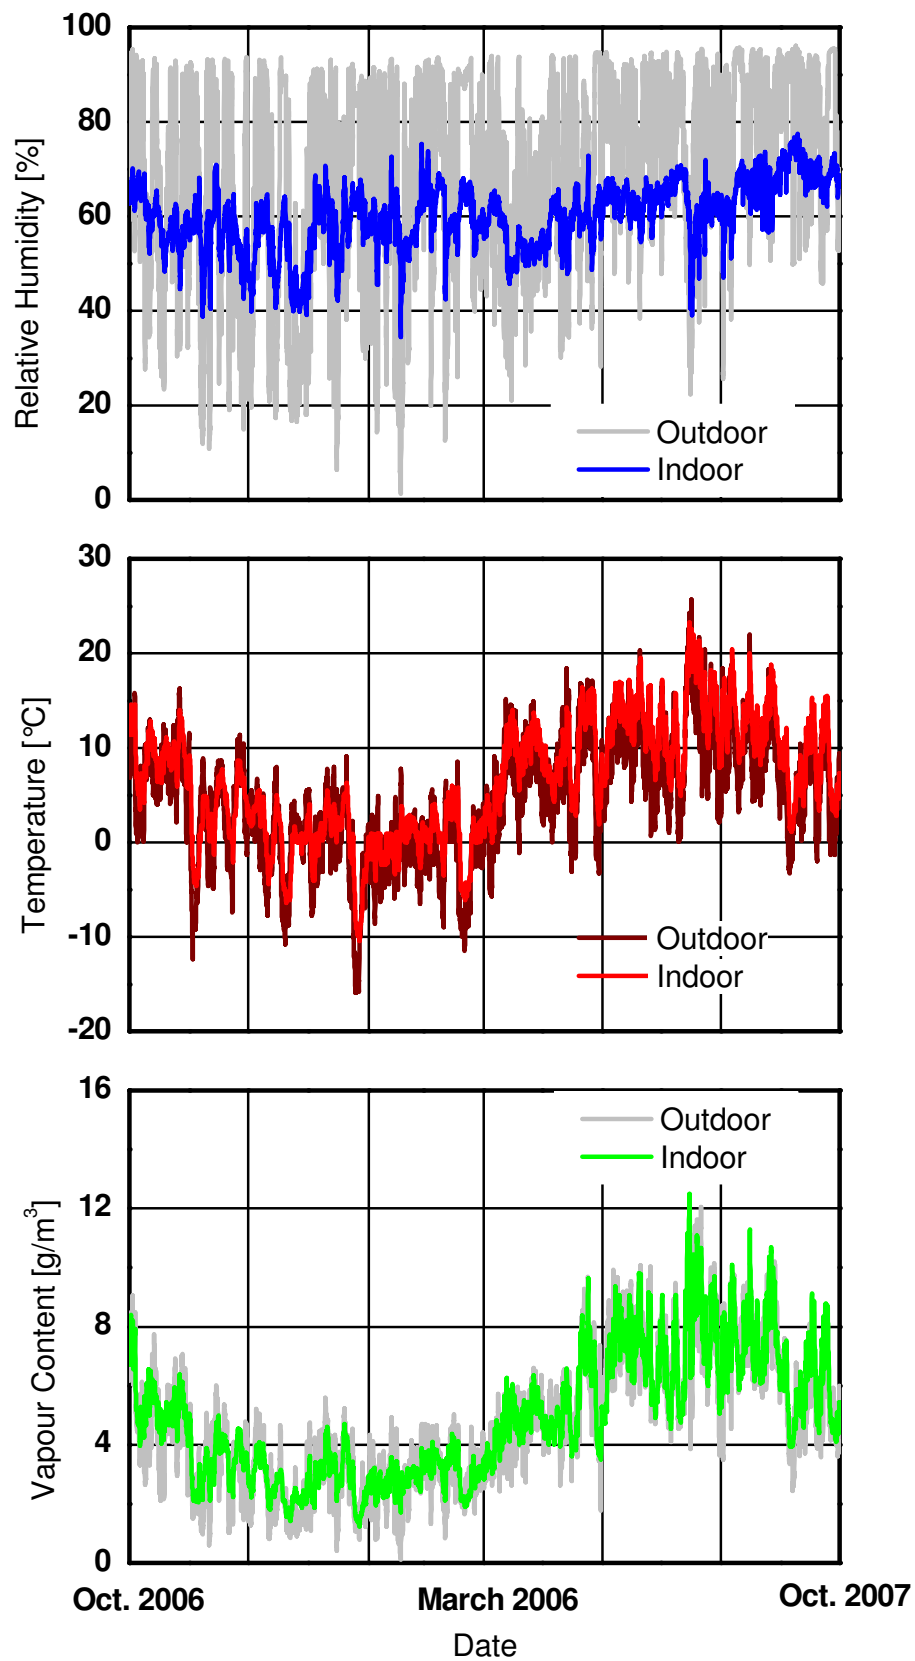 100
80
60
40
20
0
Relative Humidity [%]
Outdoor
Indoor
30
20
10
0
-10
-20
Temperature [°C]
Outdoor
Indoor
16
12
8
4
0
Vapour Content [g/m³]
Outdoor
Indoor
Oct. 2006 March 2006 Oct. 2007
Date